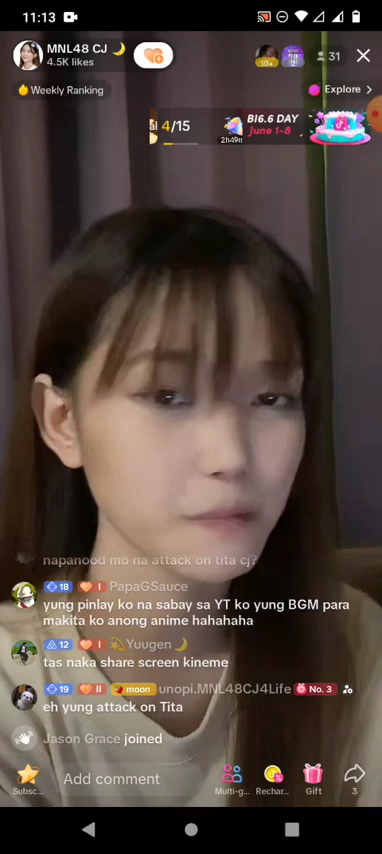 11:13
MNL48 CJ 🌙
4.5K likes
10+
31
Weekly Ranking
Explore >
4/15
BI6.6 DAY
June 1-8
napanood mo na attack on tita cj?
18 I PapaGSauce
yung pinlay ko na sabay sa YT ko yung BGM para
makita ko anong anime hahahaha
12 I 💫Yuugen🌙
tas naka share screen kineme
19 II moon unopi.MNL48CJ4Life No. 3
eh yung attack on Tita
Jason Grace joined
Add comment
Subsc... Multi-g... Rechar... Gift 3